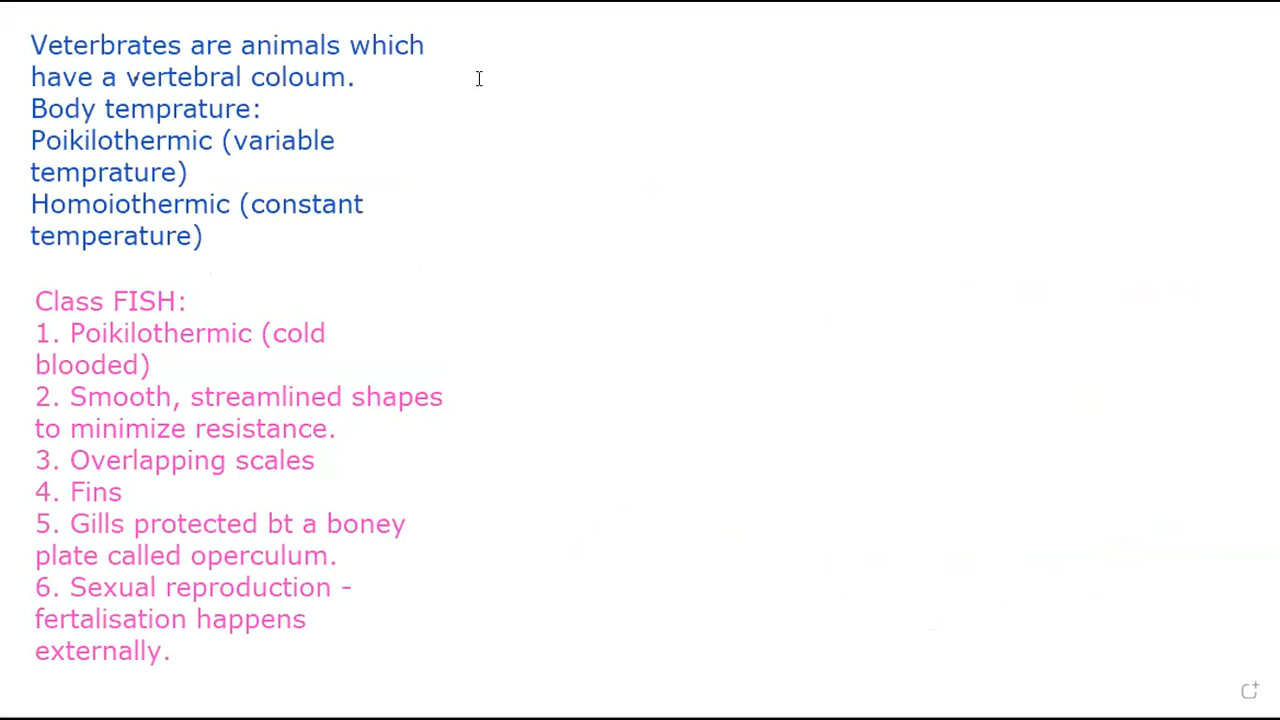 Veterbrates are animals which
have a vertebral coloum.
Body temprature:
Poikilothermic (variable
temprature)
Homoiothermic (constant
temperature)
Class FISH:
1. Poikilothermic (cold
blooded)
2. Smooth, streamlined shapes
to minimize resistance.
3. Overlapping scales
4. Fins
5. Gills protected bt a boney
plate called operculum.
6. Sexual reproduction -
fertalisation happens
externally.